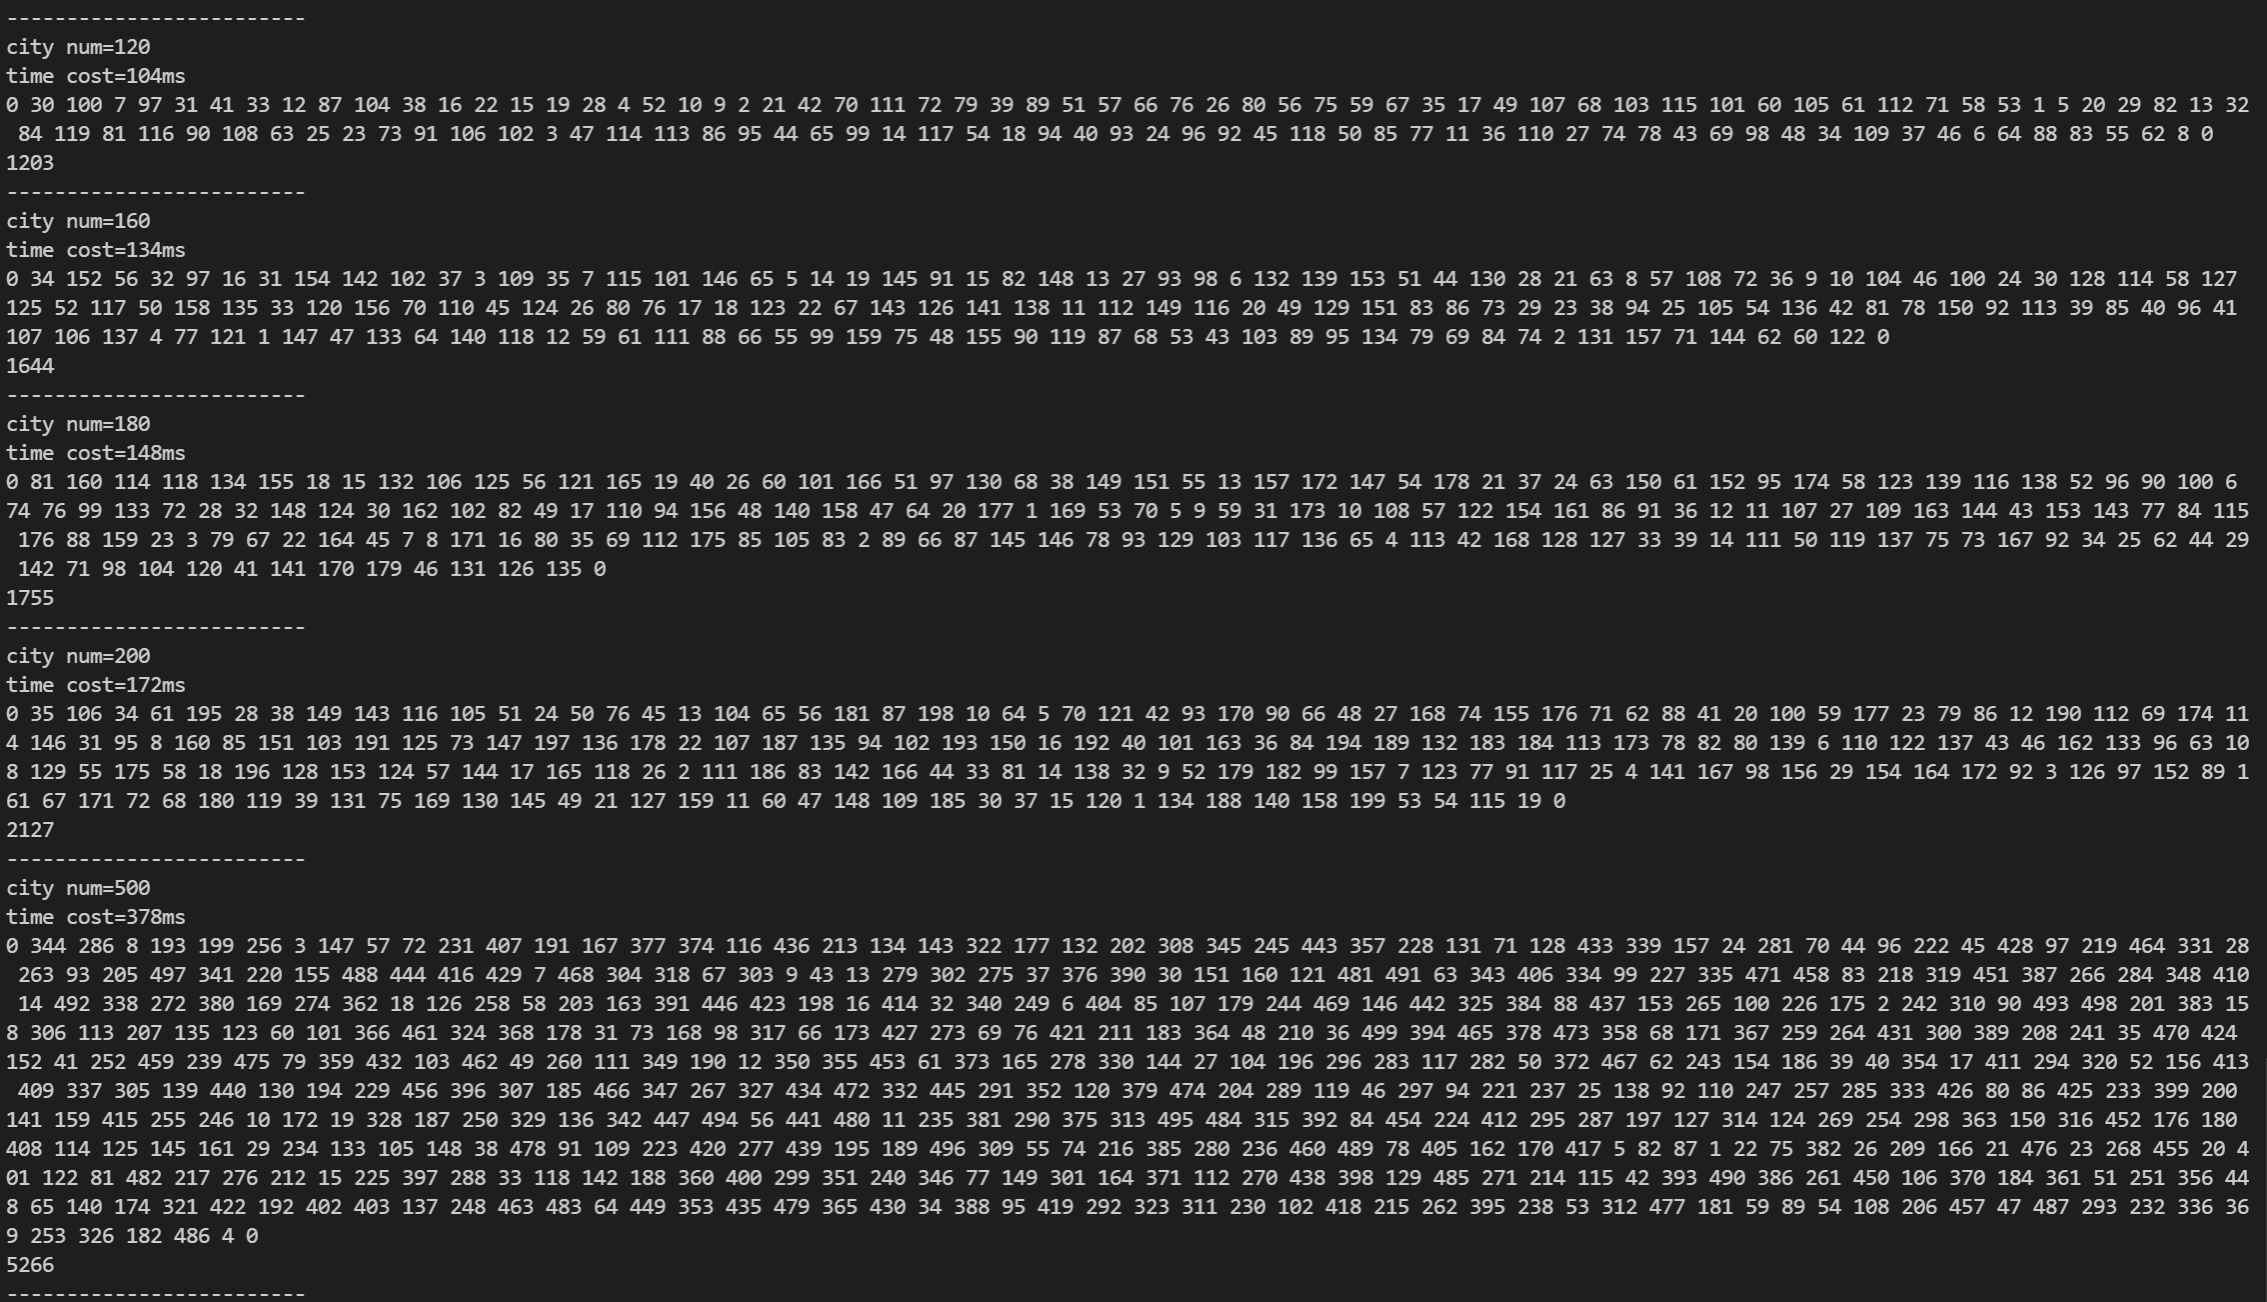 -------------------------
city num=120
time cost=104ms
0 30 100 7 97 31 41 33 12 87 104 38 16 22 15 19 28 4 52 10 9 2 21 42 70 111 72 79 39 89 51 57 66 76 26 80 56 75 59 67 35 17 49 107 68 103 115 101 60 105 61 112 71 58 53 1 5 20 29 82 13 32
84 119 81 116 90 108 63 25 23 73 91 106 102 3 47 114 113 86 95 44 65 99 14 117 54 18 94 40 93 24 96 92 45 118 50 85 77 11 36 110 27 74 78 43 69 98 48 34 109 37 46 6 64 88 83 55 62 8 0
1203
-------------------------
city num=160
time cost=134ms
0 34 152 56 32 97 16 31 154 142 102 37 3 109 35 7 115 101 146 65 5 14 19 145 91 15 82 148 13 27 93 98 6 132 139 153 51 44 130 28 21 63 8 57 108 72 36 9 10 104 46 100 24 30 128 114 58 127
125 52 117 50 158 135 33 120 156 70 110 45 124 26 80 76 17 18 123 22 67 143 126 141 138 11 112 149 116 20 49 129 151 83 86 73 29 23 38 94 25 105 54 136 42 81 78 150 92 113 39 85 40 96 41
107 106 137 4 77 121 1 147 47 133 64 140 118 12 59 61 111 88 66 55 99 159 75 48 155 90 119 87 68 53 43 103 89 95 134 79 69 84 74 2 131 157 71 144 62 60 122 0
1644
-------------------------
city num=180
time cost=148ms
0 81 160 114 118 134 155 18 15 132 106 125 56 121 165 19 40 26 60 101 166 51 97 130 68 38 149 151 55 13 157 172 147 54 178 21 37 24 63 150 61 152 95 174 58 123 139 116 138 52 96 90 100 6
74 76 99 133 72 28 32 148 124 30 162 102 82 49 17 110 94 156 48 140 158 47 64 20 177 1 169 53 70 5 9 59 31 173 10 108 57 122 154 161 86 91 36 12 11 107 27 109 163 144 43 153 143 77 84 115
176 88 159 23 3 79 67 22 164 45 7 8 171 16 80 35 69 112 175 85 105 83 2 89 66 87 145 146 78 93 129 103 117 136 65 4 113 42 168 128 127 33 39 14 111 50 119 137 75 73 167 92 34 25 62 44 29
142 71 98 104 120 41 141 170 179 46 131 126 135 0
1755
-------------------------
city num=200
time cost=172ms
0 35 106 34 61 195 28 38 149 143 116 105 51 24 50 76 45 13 104 65 56 181 87 198 10 64 5 70 121 42 93 170 90 66 48 27 168 74 155 176 71 62 88 41 20 100 59 177 23 79 86 12 190 112 69 174 11
4 146 31 95 8 160 85 151 103 191 125 73 147 197 136 178 22 107 187 135 94 102 193 150 16 192 40 101 163 36 84 194 189 132 183 184 113 173 78 82 80 139 6 110 122 137 43 46 162 133 96 63 10
8 129 55 175 58 18 196 128 153 124 57 144 17 165 118 26 2 111 186 83 142 166 44 33 81 14 138 32 9 52 179 182 99 157 7 123 77 91 117 25 4 141 167 98 156 29 154 164 172 92 3 126 97 152 89 1
61 67 171 72 68 180 119 39 131 75 169 130 145 49 21 127 159 11 60 47 148 109 185 30 37 15 120 1 134 188 140 158 199 53 54 115 19 0
2127
-------------------------
city num=500
time cost=378ms
0 344 286 8 193 199 256 3 147 57 72 231 407 191 167 377 374 116 436 213 134 143 322 177 132 202 308 345 245 443 357 228 131 71 128 433 339 157 24 281 70 44 96 222 45 428 97 219 464 331 28
263 93 205 497 341 220 155 488 444 416 429 7 468 304 318 67 303 9 43 13 279 302 275 37 376 390 30 151 160 121 481 491 63 343 406 334 99 227 335 471 458 83 218 319 451 387 266 284 348 410
14 492 338 272 380 169 274 362 18 126 258 58 203 163 391 446 423 198 16 414 32 340 249 6 404 85 107 179 244 469 146 442 325 384 88 437 153 265 100 226 175 2 242 310 90 493 498 201 383 15
8 306 113 207 135 123 60 101 366 461 324 368 178 31 73 168 98 317 66 173 427 273 69 76 421 211 183 364 48 210 36 499 394 465 378 473 358 68 171 367 259 264 431 300 389 208 241 35 470 424
152 41 252 459 239 475 79 359 432 103 462 49 260 111 349 190 12 350 355 453 61 373 165 278 330 144 27 104 196 296 283 117 282 50 372 467 62 243 154 186 39 40 354 17 411 294 320 52 156 413
409 337 305 139 440 130 194 229 456 396 307 185 466 347 267 327 434 472 332 445 291 352 120 379 474 204 289 119 46 297 94 221 237 25 138 92 110 247 257 285 333 426 80 86 425 233 399 200
141 159 415 255 246 10 172 19 328 187 250 329 136 342 447 494 56 441 480 11 235 381 290 375 313 495 484 315 392 84 454 224 412 295 287 197 127 314 124 269 254 298 363 150 316 452 176 180
408 114 125 145 161 29 234 133 105 148 38 478 91 109 223 420 277 439 195 189 496 309 55 74 216 385 280 236 460 489 78 405 162 170 417 5 82 87 1 22 75 382 26 209 166 21 476 23 268 455 20 4
01 122 81 482 217 276 212 15 225 397 288 33 118 142 188 360 400 299 351 240 346 77 149 301 164 371 112 270 438 398 129 485 271 214 115 42 393 490 386 261 450 106 370 184 361 51 251 356 44
8 65 140 174 321 422 192 402 403 137 248 463 483 64 449 353 435 479 365 430 34 388 95 419 292 323 311 230 102 418 215 262 395 238 53 312 477 181 59 89 54 108 206 457 47 487 293 232 336 36
9 253 326 182 486 4 0
5266
-------------------------